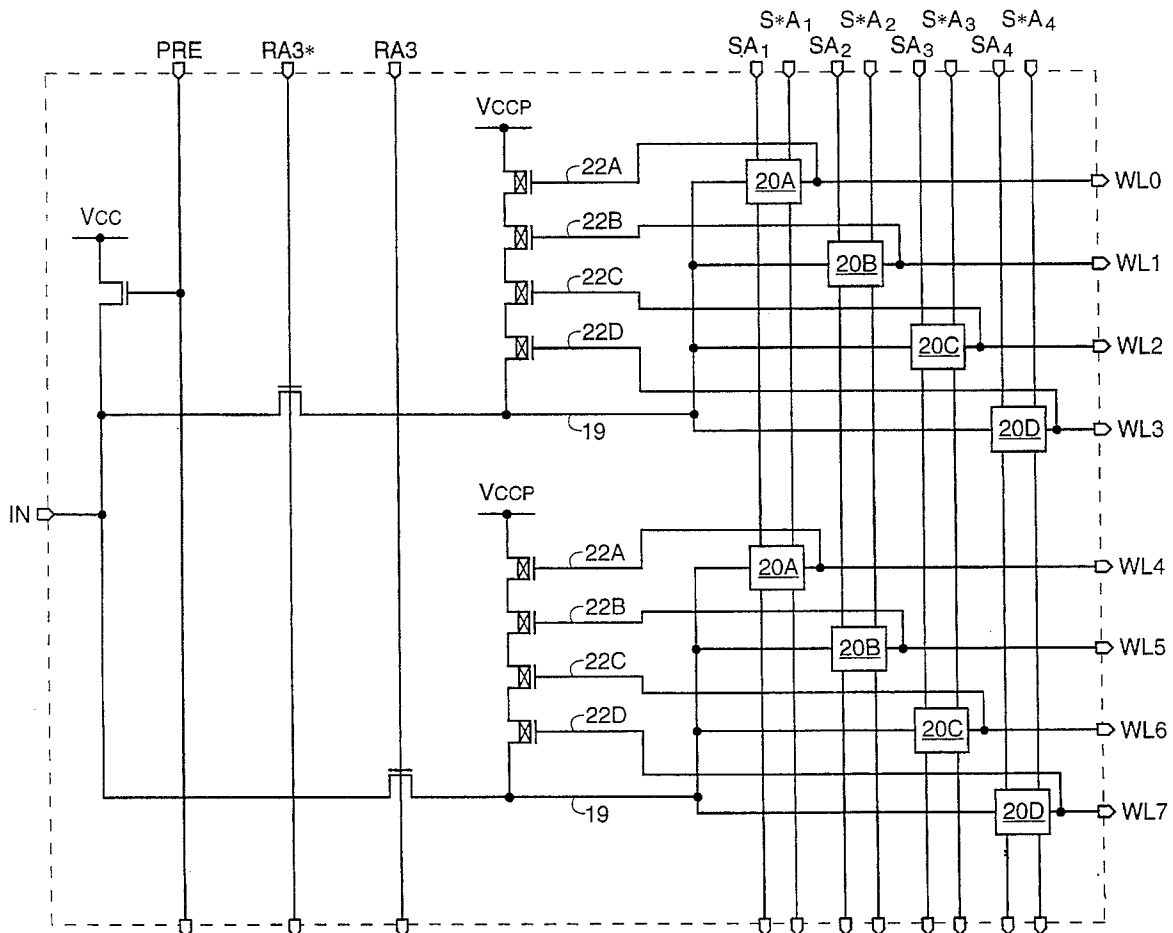 S*A1 S*A2 S*A3 S*A4
PRE RA3* RA3 SA1 SA2 SA3 SA4
VCCP
22A 20A WL0
VCC
22B 20B WL1
22C
22D 20C WL2
19 20D WL3
VCCP
IN
22A 20A WL4
22B 20B WL5
22C
22D 20C WL6
19 20D WL7